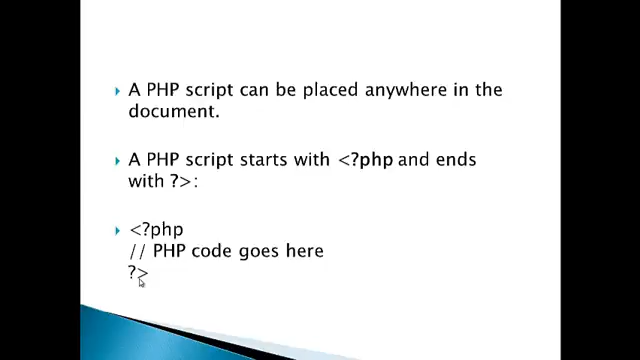 A PHP script can be placed anywhere in the
document.
A PHP script starts with <?php and ends
with ?>:
<?php
// PHP code goes here
?>